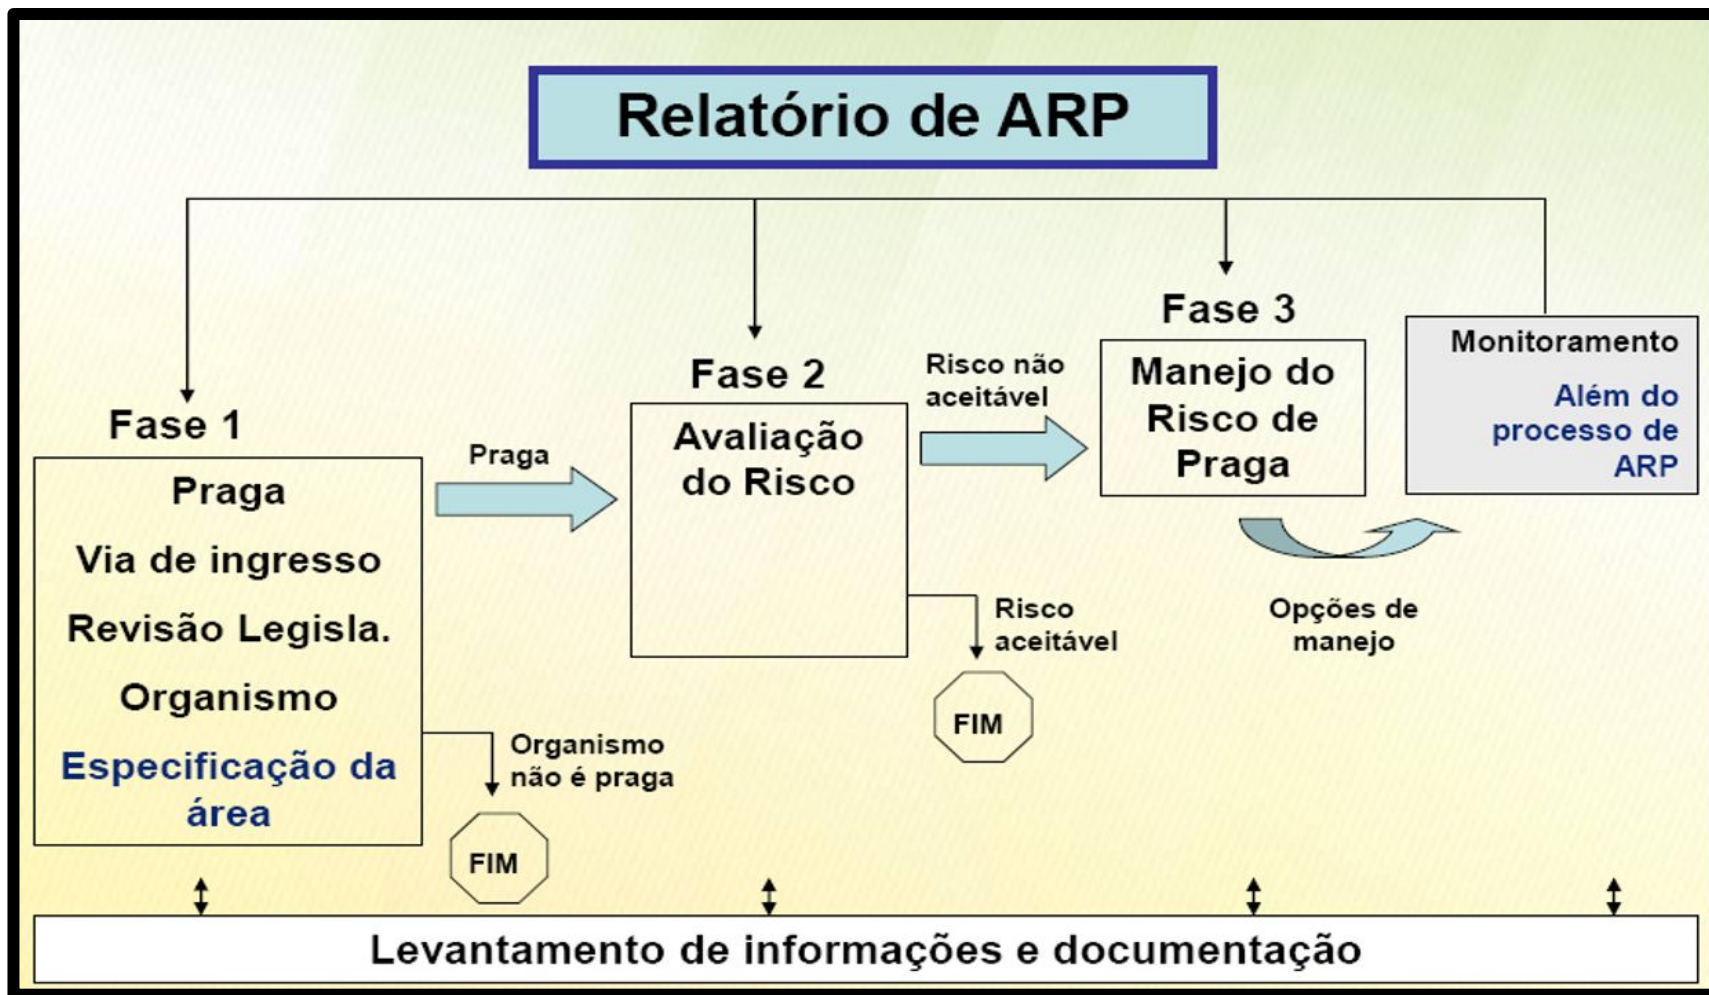 Relatório de ARP
Fase 1
Praga
Via de ingresso
Revisão Legisla.
Organismo
Especificação da
área
Praga
Organismo
não é praga
FIM
Fase 2
Avaliação
do Risco
Risco não
aceitável
Risco
aceitável
FIM
Fase 3
Manejo do
Risco de
Praga
Opções de
manejo
Monitoramento
Além do
processo de
ARP
Levantamento de informações e documentação